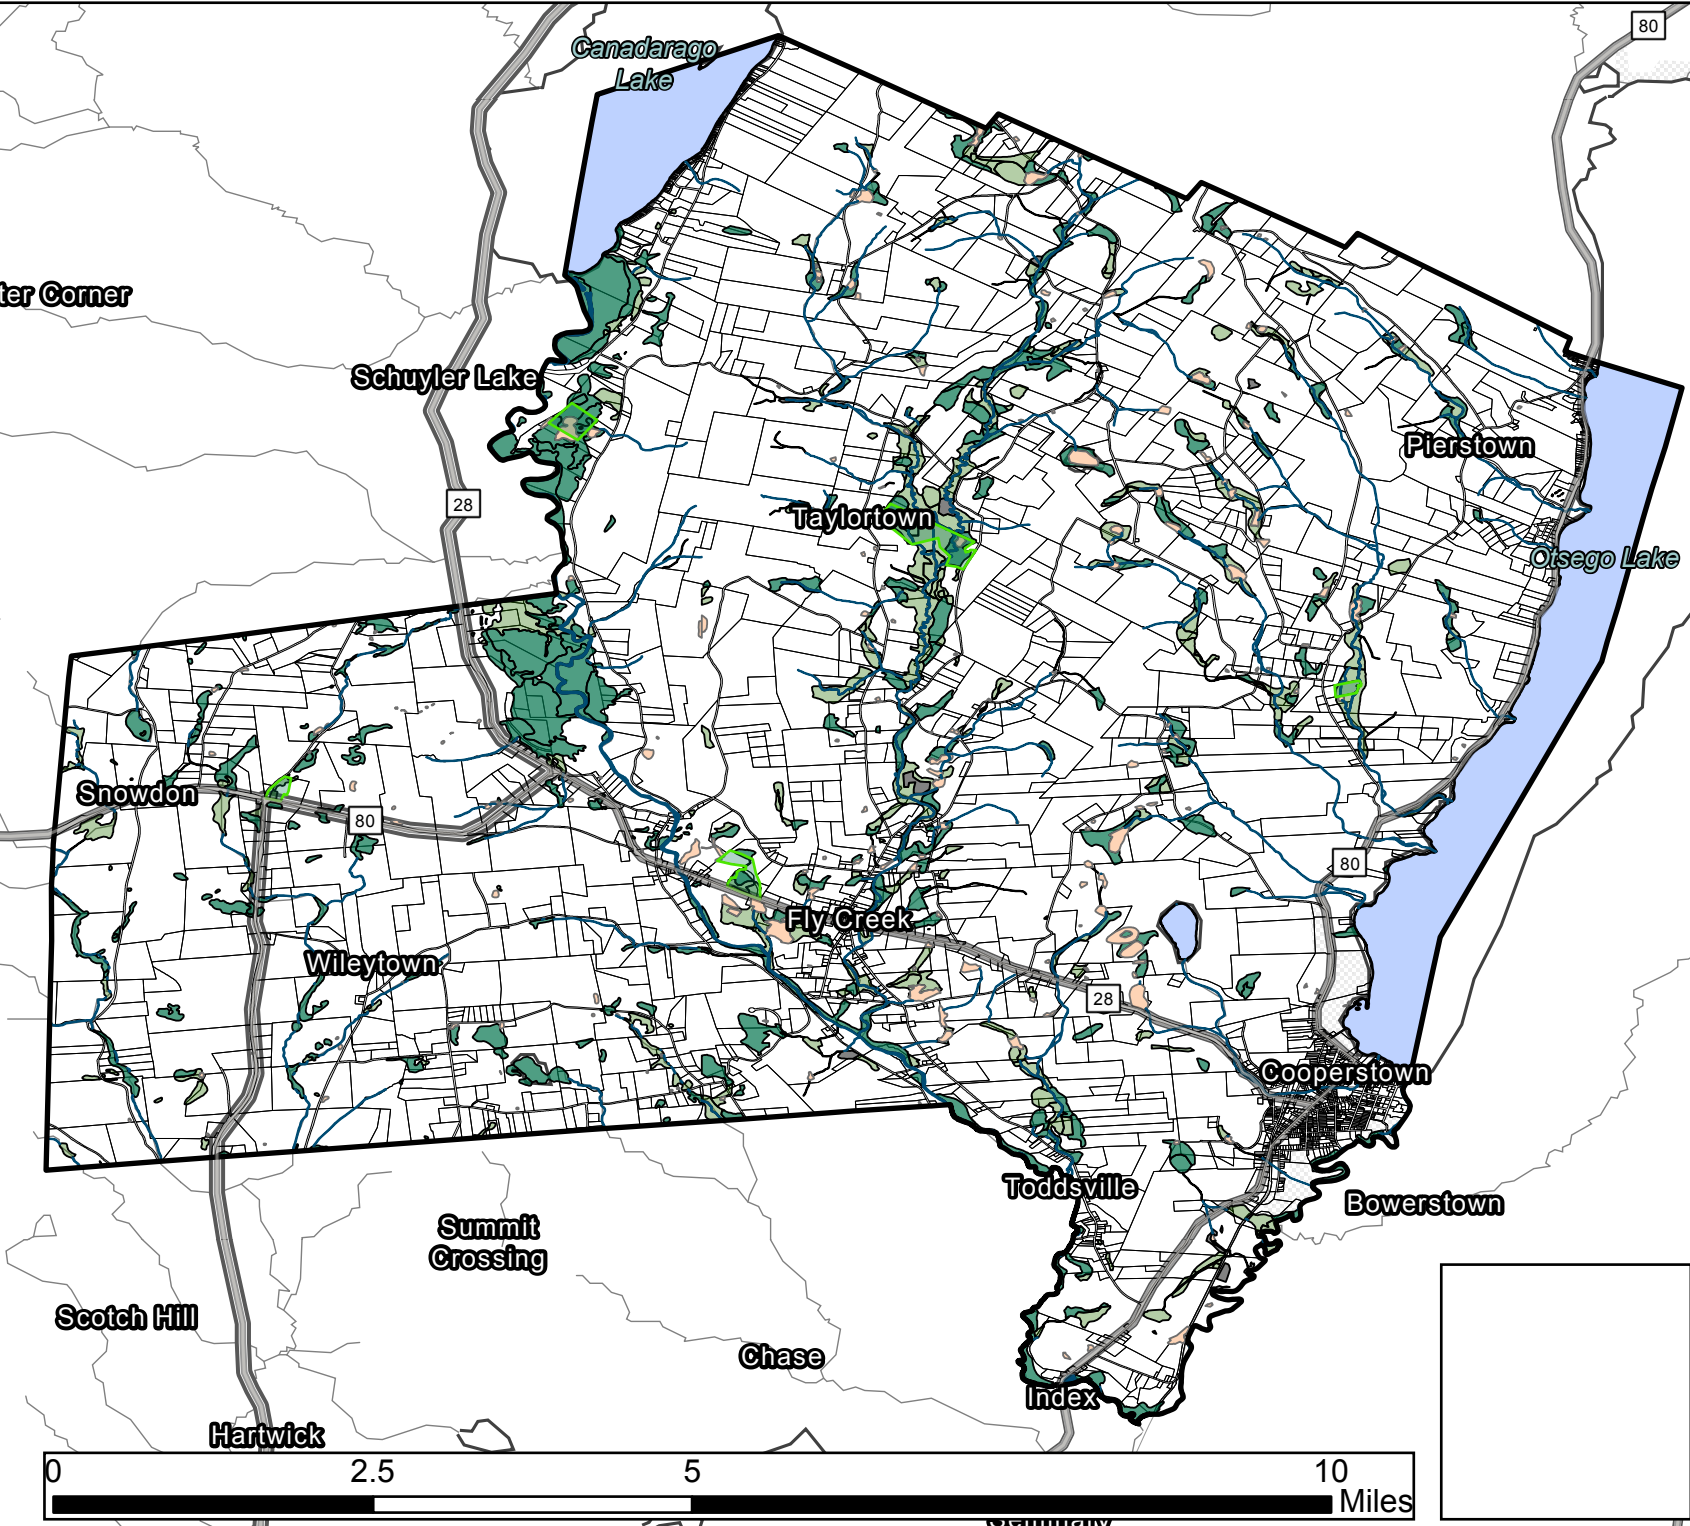 80
Canadarago
Lake
ter Corner
Schuyler Lake
28
Pierstown
Taylortown
Otsego Lake
Snowdon
80
80
Fly Creek
Wileytown
28
Cooperstown
Toddsville
Bowerstown
Summit
Crossing
Scotch Hill
Chase
Index
Hartwick
0 2.5 5 10
Miles